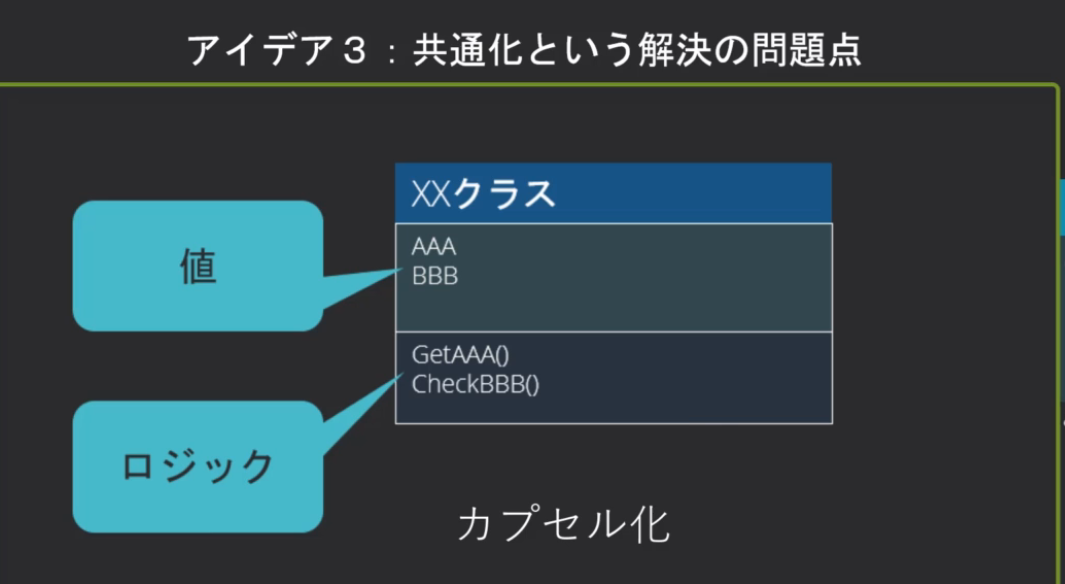 アイデア３：共通化という解決の問題点
XXクラス
値
AAA
BBB
GetAAA()
CheckBBB()
ロジック
カプセル化